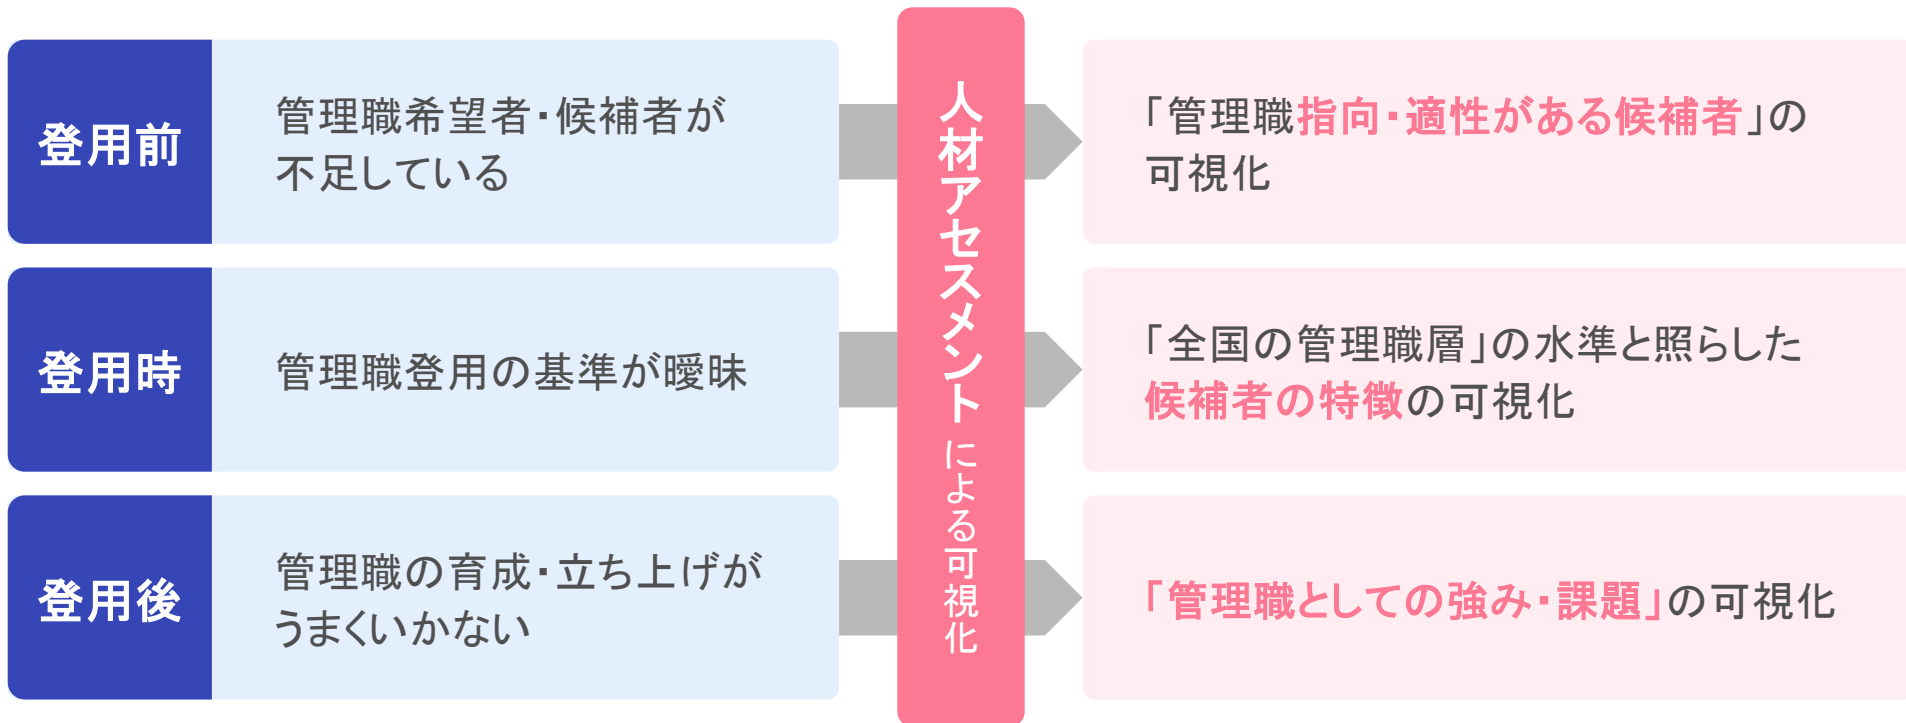 登用前
管理職希望者・候補者が
不足している
「管理職指向・適性がある候補者」の
可視化
登用時
管理職登用の基準が曖昧
「全国の管理職層」の水準と照らした
候補者の特徴の可視化
登用後
管理職の育成・立ち上げが
うまくいかない
「管理職としての強み・課題」の可視化
人材アセスメントによる可視化